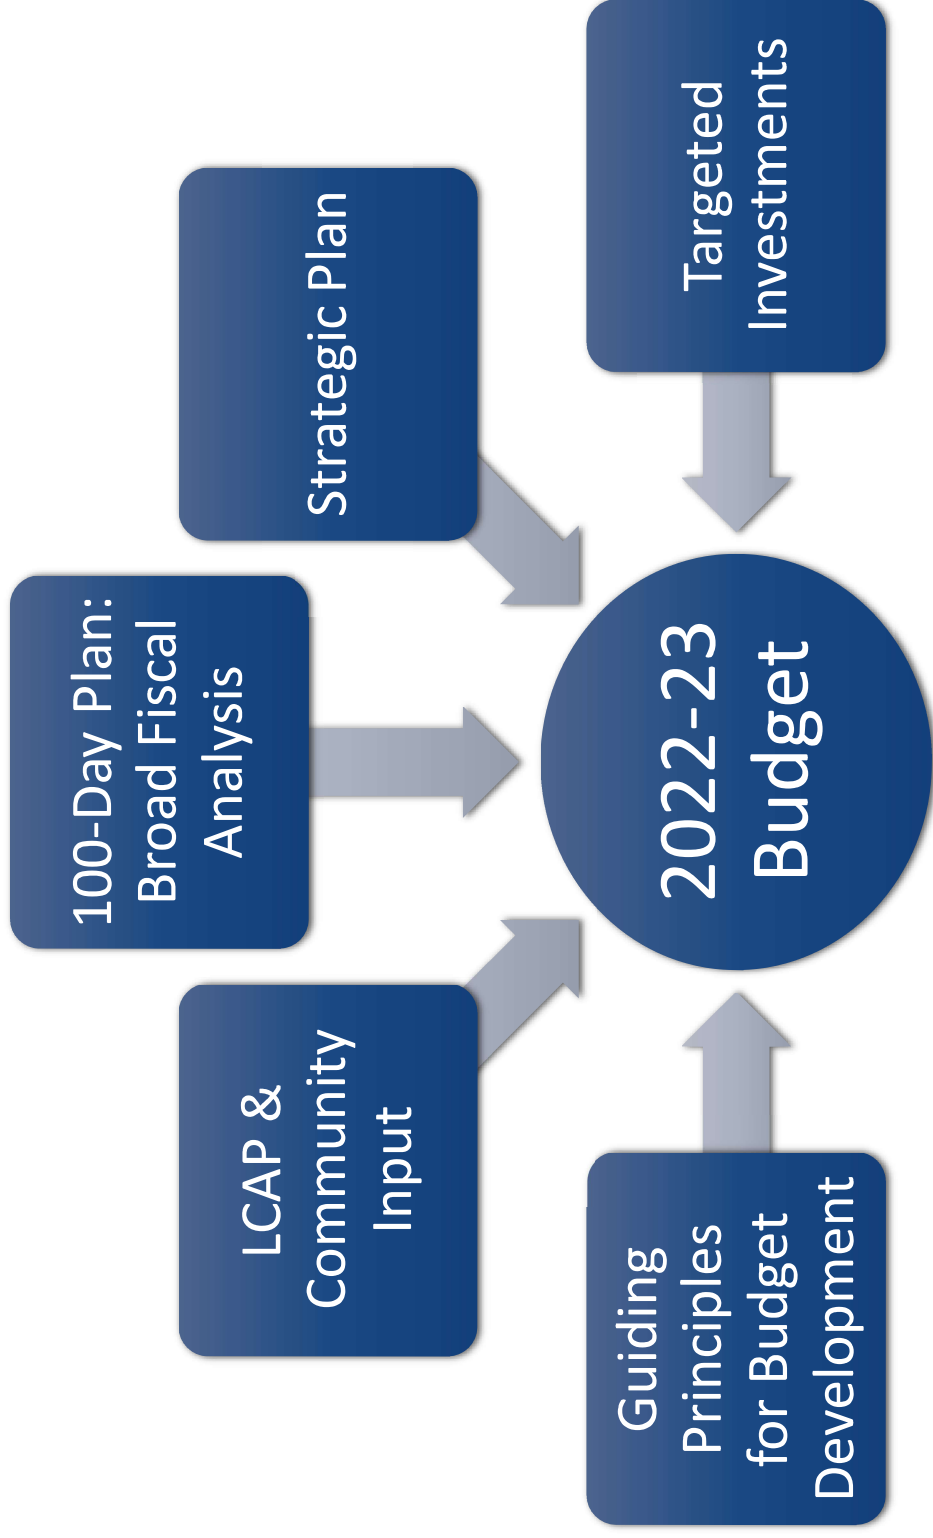 Guiding
Principles
for Budget
Development
LCAP &
Community
Input
100-Day Plan:
Broad Fiscal
Analysis
Strategic Plan
Targeted
Investments
2022-23
Budget